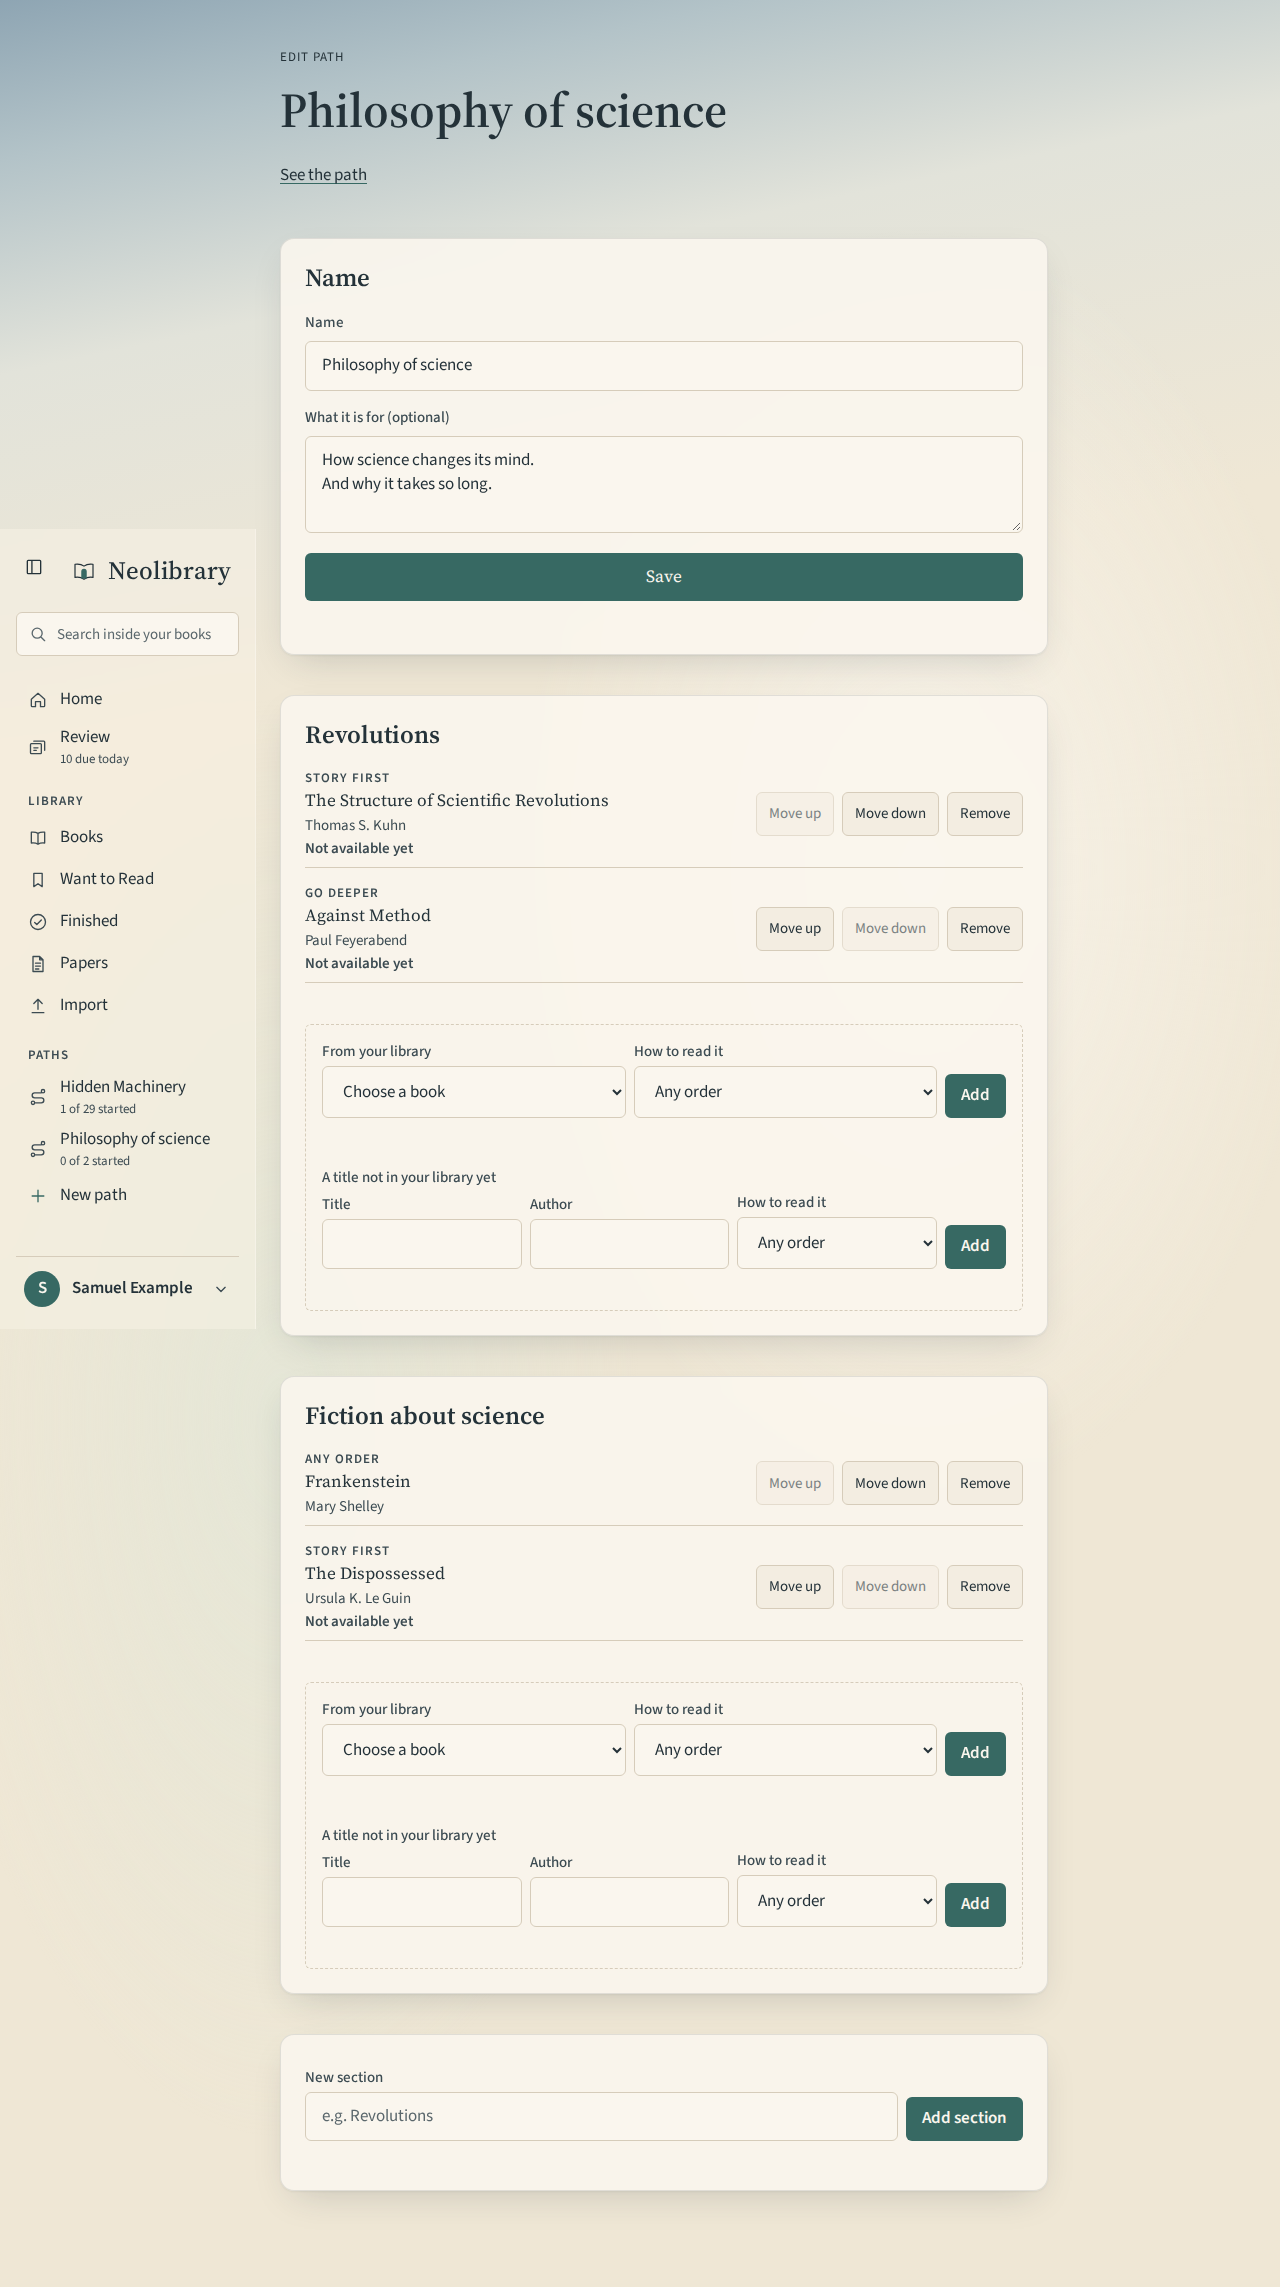 EDIT PATH
Philosophy of science
See the path
Name
Name
Philosophy of science
What it is for (optional)
How science changes its mind.
And why it takes so long.
Save
Neolibrary
Search inside your books
Home
Review
10 due today
LIBRARY
Books
Want to Read
Finished
Papers
Import
PATHS
Hidden Machinery
1 of 29 started
Philosophy of science
0 of 2 started
New path
S Samuel Example
Revolutions
STORY FIRST
The Structure of Scientific Revolutions
Thomas S. Kuhn
Not available yet
Move up Move down Remove
GO DEEPER
Against Method
Paul Feyerabend
Not available yet
Move up Move down Remove
From your library How to read it
Choose a book Any order Add
A title not in your library yet
Title Author How to read it
Any order Add
Fiction about science
ANY ORDER
Frankenstein
Mary Shelley
Move up Move down Remove
STORY FIRST
The Dispossessed
Ursula K. Le Guin
Not available yet
Move up Move down Remove
From your library How to read it
Choose a book Any order Add
A title not in your library yet
Title Author How to read it
Any order Add
New section
e.g. Revolutions Add section